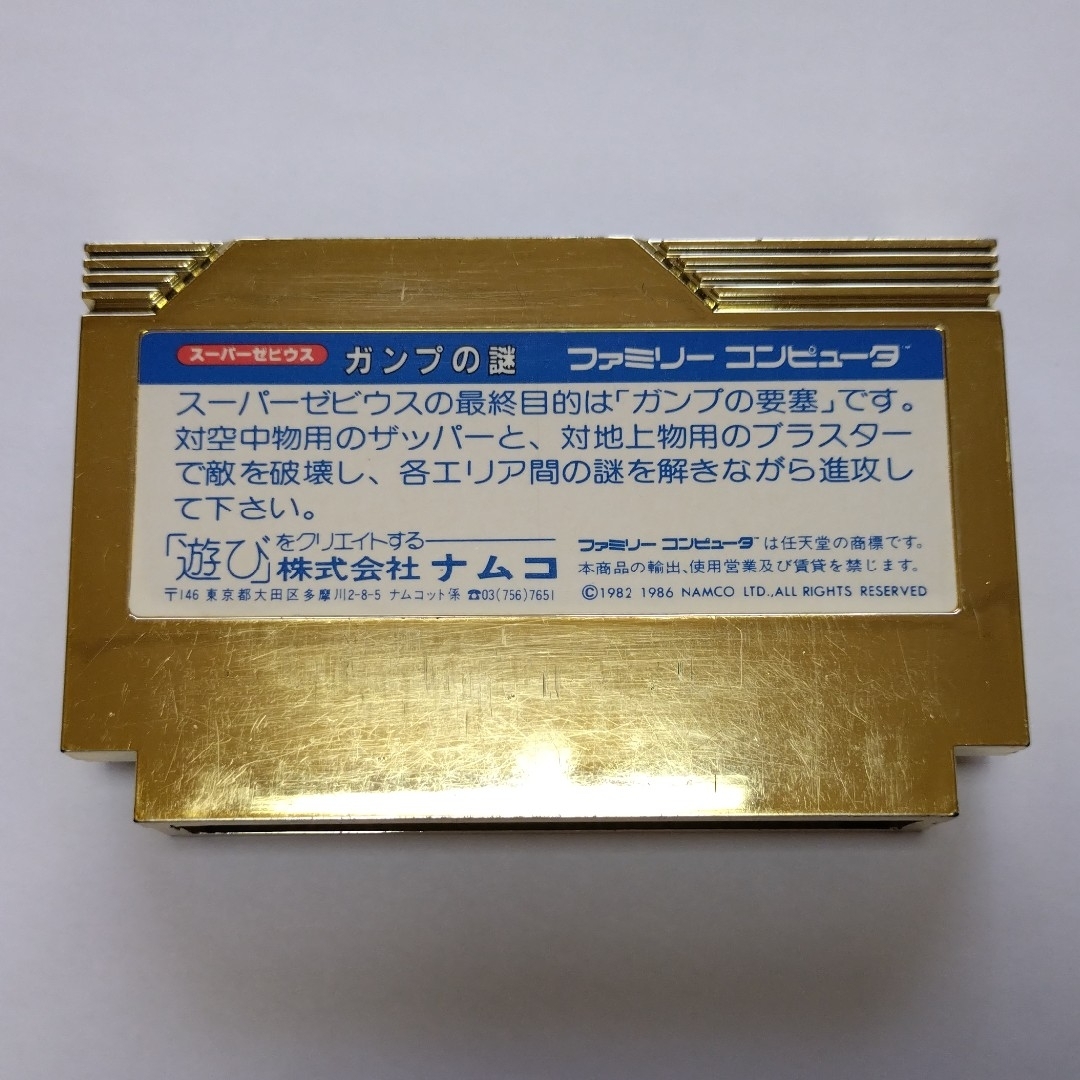 スーパーゼビウス ガンプの謎 ファミリー コンピュータ™
スーパーゼビウスの最終目的は「ガンプの要塞」です。
対空中物用のザッパーと、対地上物用のブラスター
で敵を破壊し、各エリア間の謎を解きながら進攻し
て下さい。
「遊び」をクリエイトする
株式会社 ナムコ
〒146 東京都大田区多摩川2-8-5 ナムコット係 ☎03(756)7651
ファミリー コンピュータ™は任天堂の商標です。
本商品の輸出、使用営業及び賃貸を禁じます。
©1982 1986 NAMCO LTD.,ALL RIGHTS RESERVED